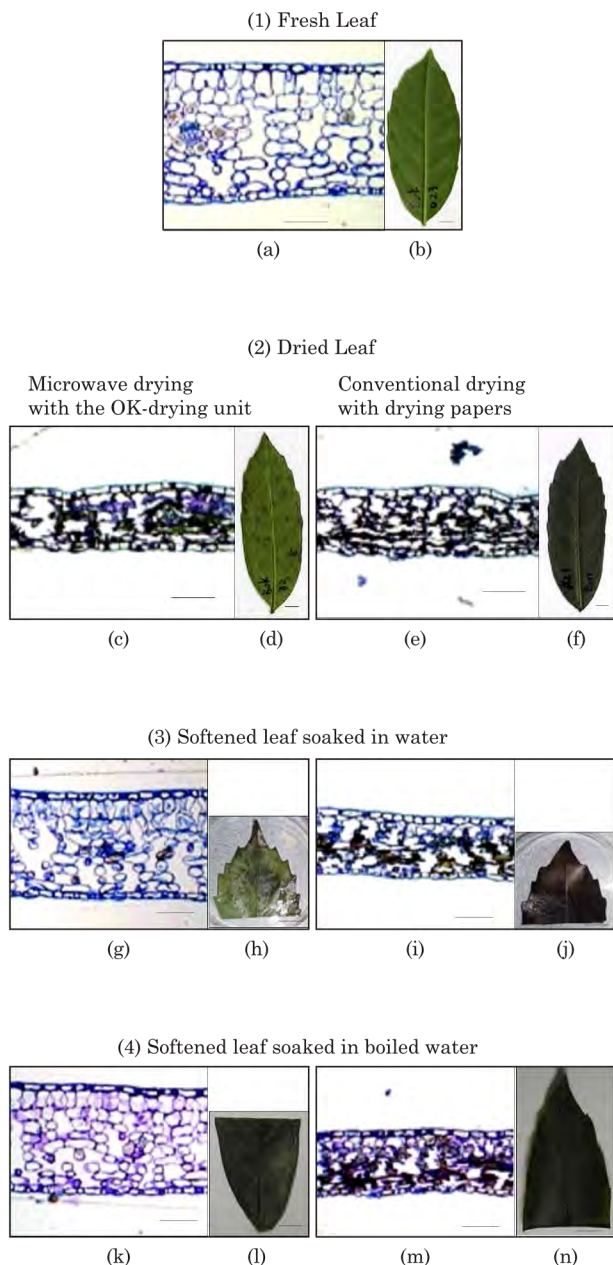 (1) Fresh Leaf
(a)
(b)
(2) Dried Leaf
Microwave drying
with the OK-drying unit
Conventional drying
with drying papers
(c)
(d)
(e)
(f)
(3) Softened leaf soaked in water
(g)
(h)
(i)
(j)
(4) Softened leaf soaked in boiled water
(k)
(l)
(m)
(n)